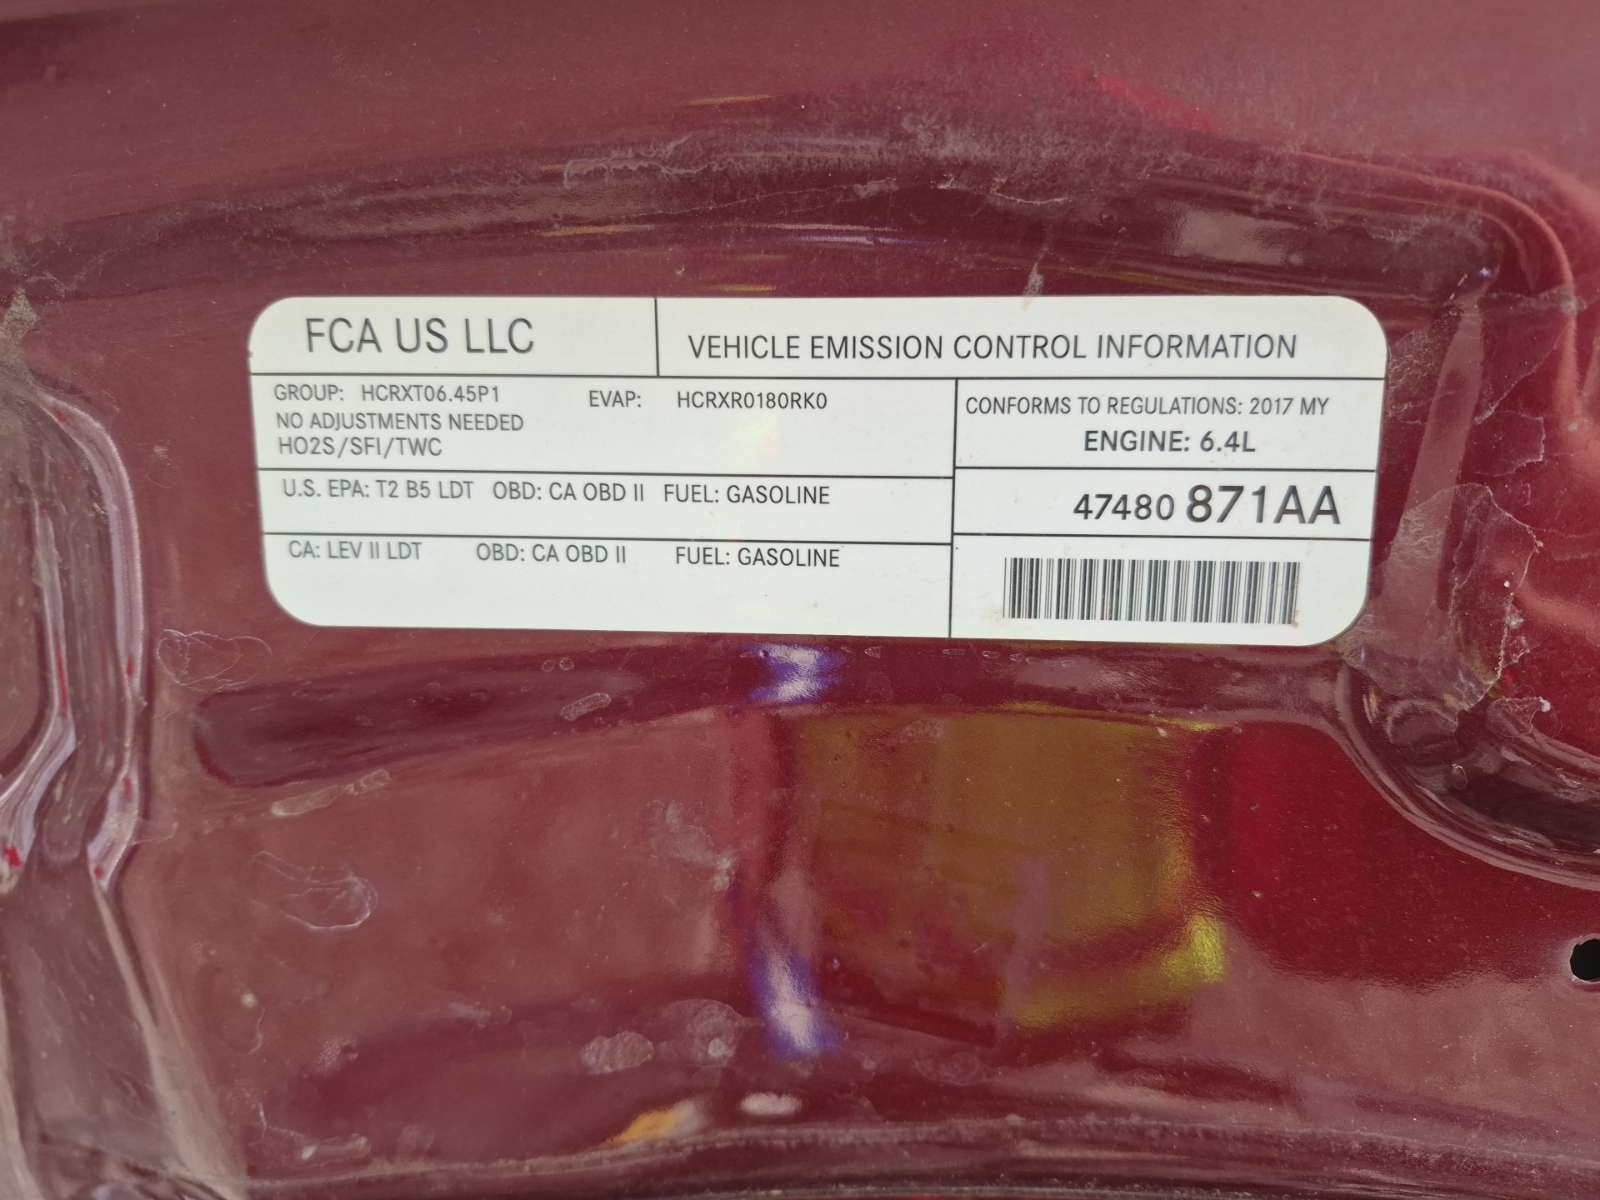 FCA US LLC
VEHICLE EMISSION CONTROL INFORMATION
GROUP: HCRXT06.45P1 EVAP: HCRXR0180RK0
NO ADJUSTMENTS NEEDED
HO2S/SFI/TWC
CONFORMS TO REGULATIONS: 2017 MY
ENGINE: 6.4L
U.S. EPA: T2 B5 LDT OBD: CA OBD II FUEL: GASOLINE
47480 871AA
CA: LEV II LDT OBD: CA OBD II FUEL: GASOLINE